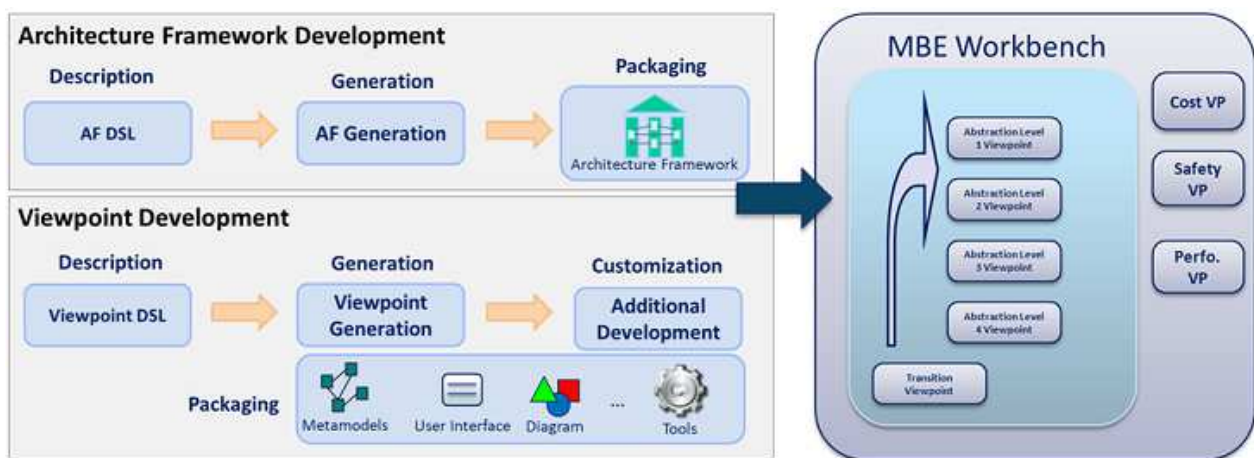 Architecture Framework Development
Description
Generation
Packaging
AF DSL
AF Generation
Architecture Framework
Viewpoint Development
Description
Generation
Customization
Viewpoint DSL
Viewpoint
Generation
Additional
Development
Packaging
Metamodels
User Interface
Diagram
...
Tools
MBE Workbench
Abstraction Level
1 Viewpoint
Abstraction Level
2 Viewpoint
Abstraction Level
3 Viewpoint
Abstraction Level
4 Viewpoint
Transition
Viewpoint
Cost VP
Safety
VP
Perfo.
VP